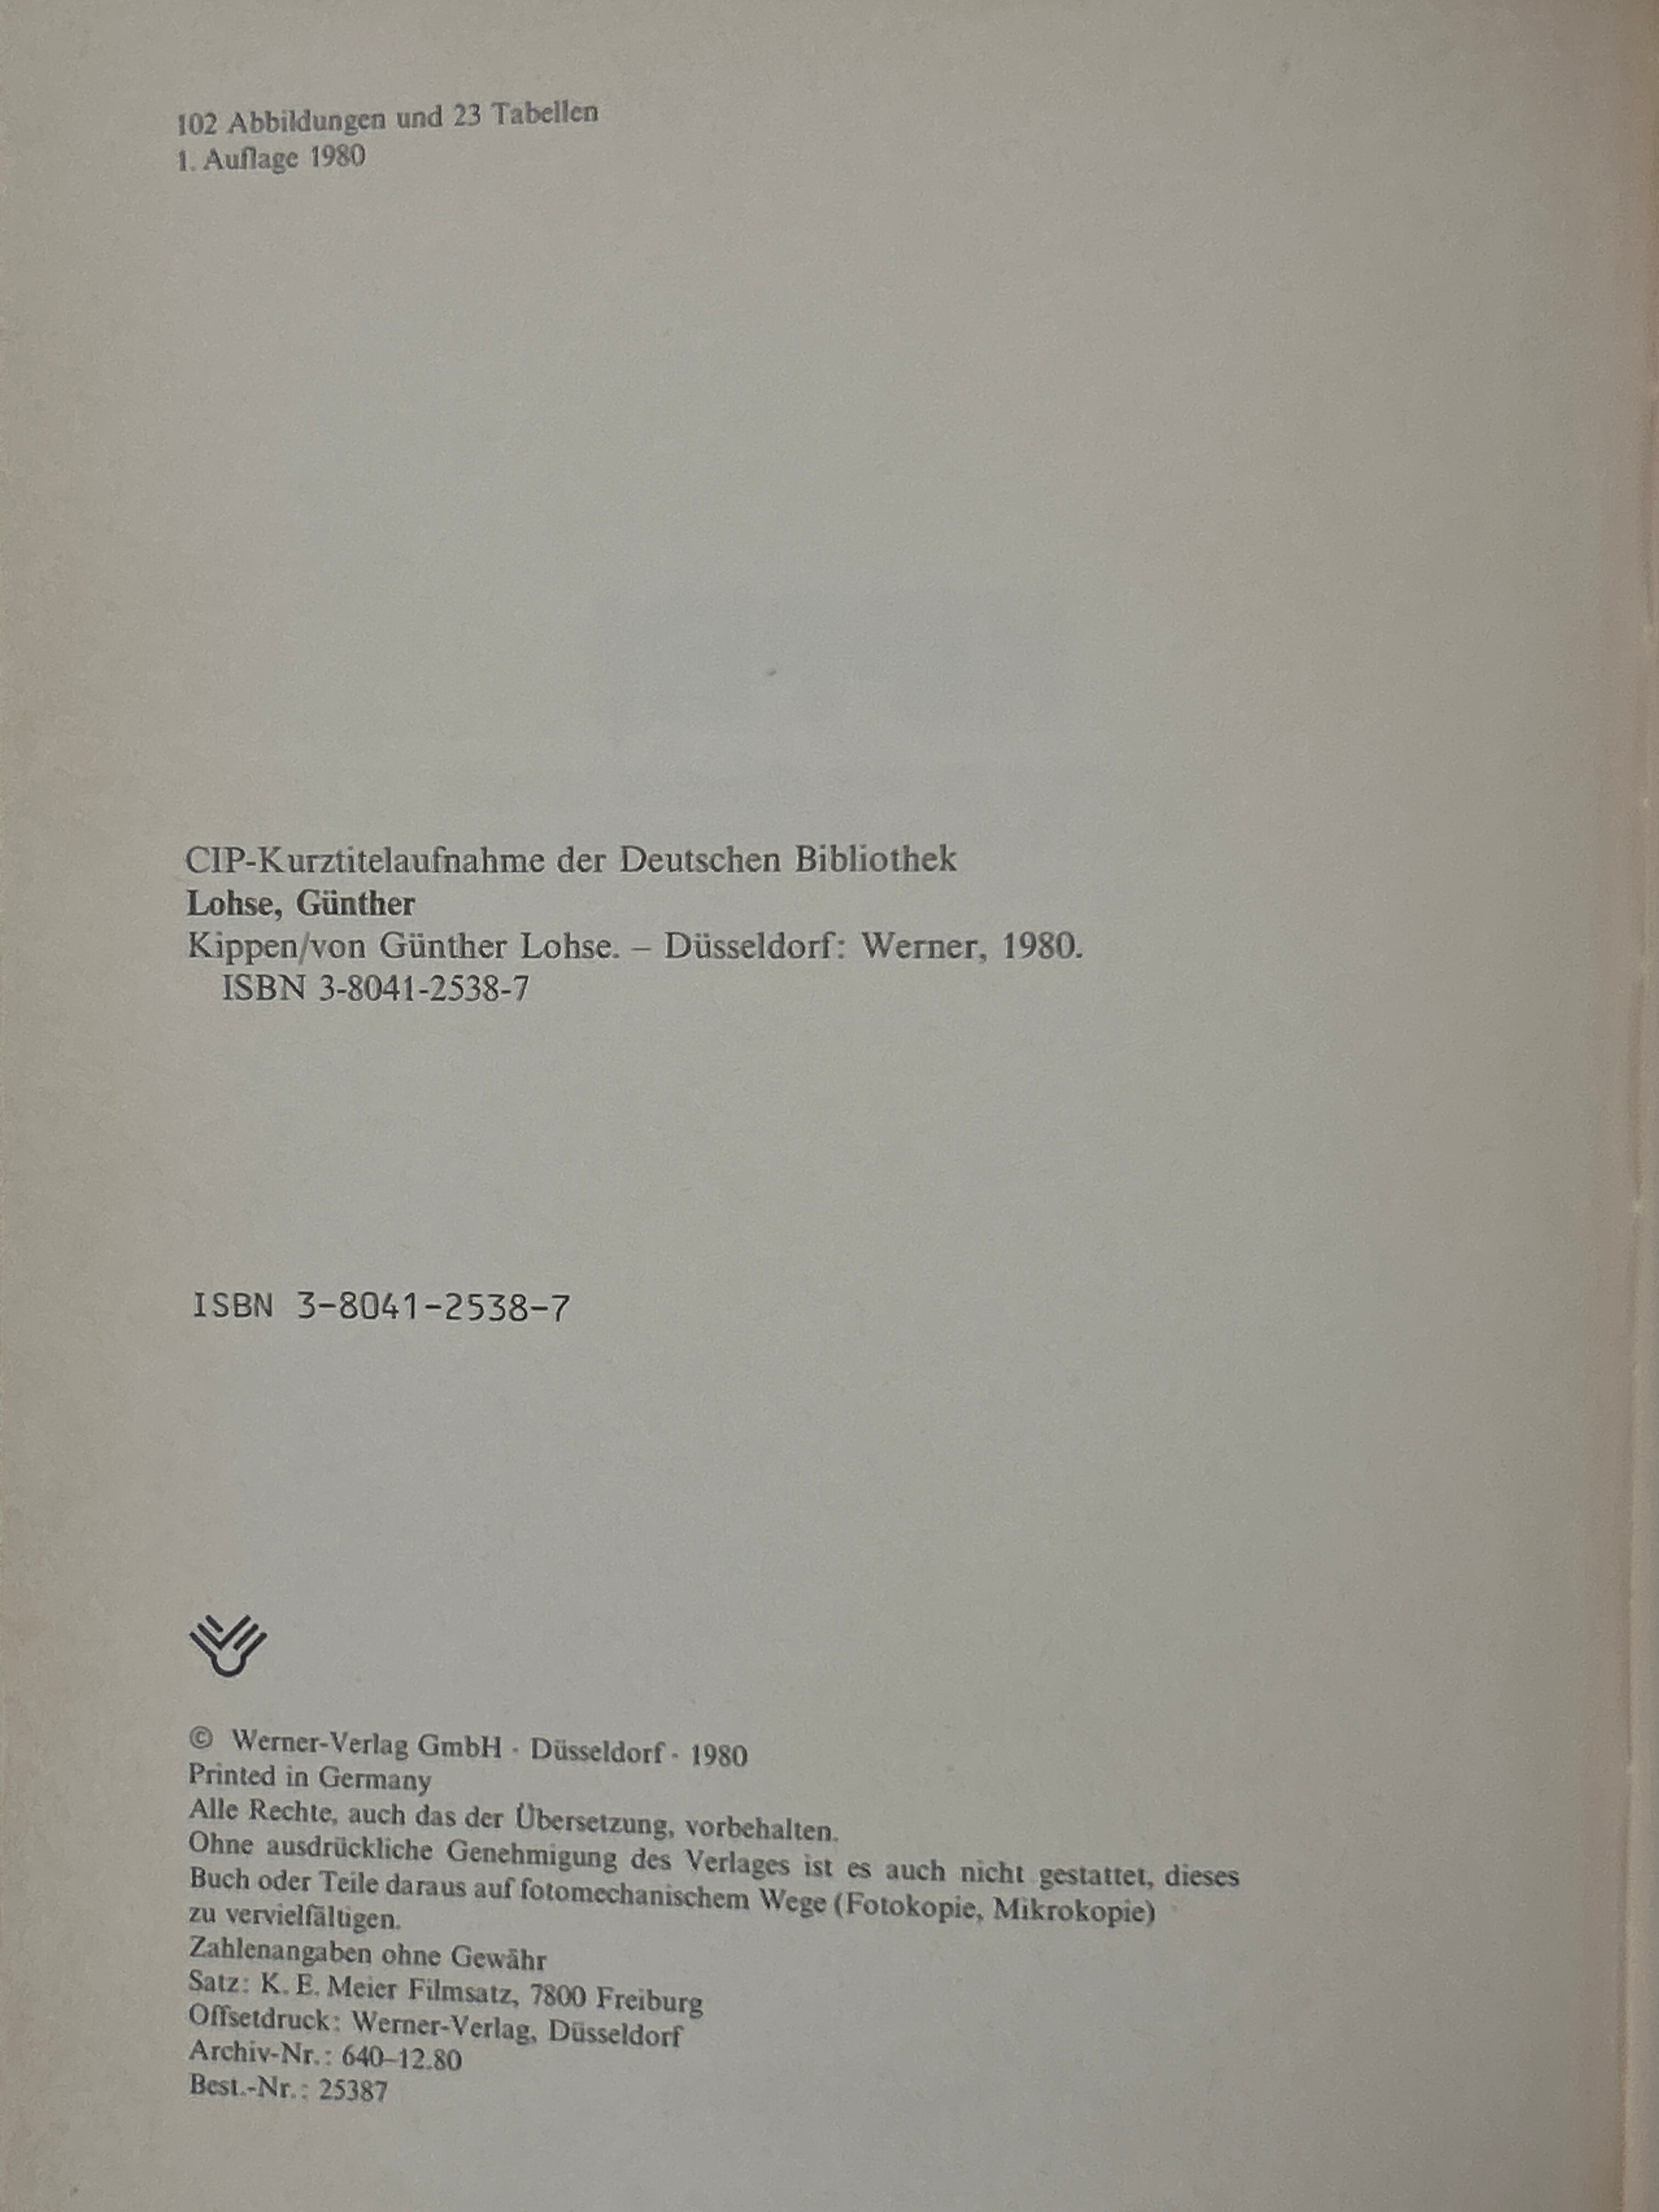 102 Abbildungen und 23 Tabellen
1. Auflage 1980
CIP-Kurztitelaufnahme der Deutschen Bibliothek
Lohse, Günther
Kippen/von Günther Lohse. – Düsseldorf: Werner, 1980.
ISBN 3-8041-2538-7
ISBN 3-8041-2538-7
© Werner-Verlag GmbH · Düsseldorf · 1980
Printed in Germany
Alle Rechte, auch das der Übersetzung, vorbehalten.
Ohne ausdrückliche Genehmigung des Verlages ist es auch nicht gestattet, dieses
Buch oder Teile daraus auf fotomechanischem Wege (Fotokopie, Mikrokopie)
zu vervielfältigen.
Zahlenangaben ohne Gewähr
Satz: K. E. Meier Filmsatz, 7800 Freiburg
Offsetdruck: Werner-Verlag, Düsseldorf
Archiv-Nr.: 640–12.80
Best.-Nr.: 25387